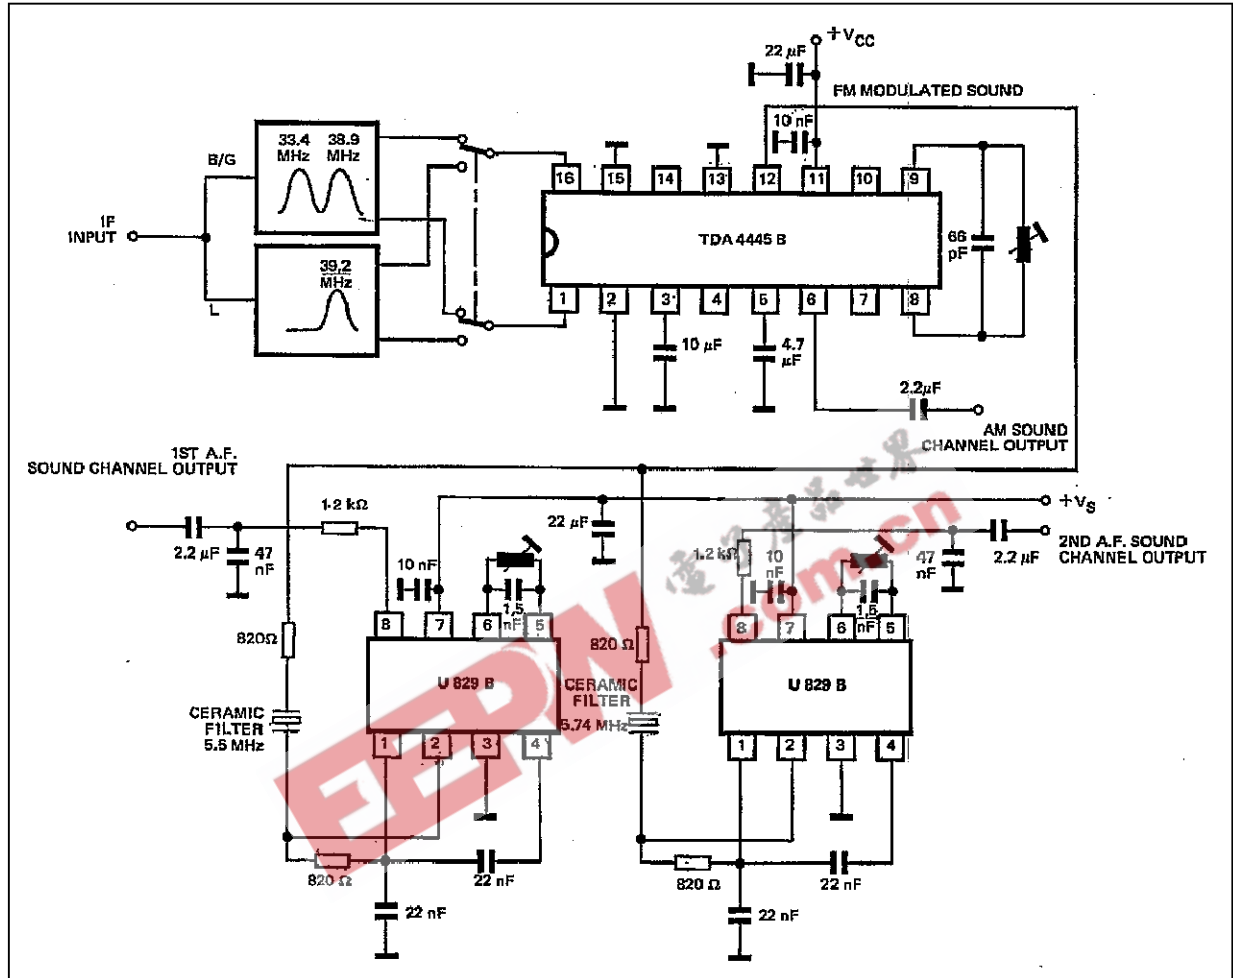 +VCC
22 µF
FM MODULATED SOUND
10 nF
33.4 MHz
38.9 MHz
B/G
IF INPUT
39.2 MHz
L
16 15 14 13 12 11 10 9
TDA 4445 B
66 pF
1 2 3 4 5 6 7 8
10 µF
4.7 µF
2.2µF
AM SOUND
CHANNEL OUTPUT
1ST A.F.
SOUND CHANNEL OUTPUT
1.2 kΩ
2.2 µF
47 nF
10 nF
22 µF
+VS
2ND A.F. SOUND
CHANNEL OUTPUT
1.2 kΩ
10 nF
47 nF
2.2 µF
1,5 nF
1,5 nF
8 7 6 5
8 7 6 5
820Ω
820 Ω
U 829 B
U 829 B
CERAMIC
FILTER
5.5 MHz
CERAMIC
FILTER
5.74 MHz
1 2 3 4
1 2 3 4
820 Ω
22 nF
820 Ω
22 nF
22 nF
22 nF
EEPW
.com.cn
電子產品世界